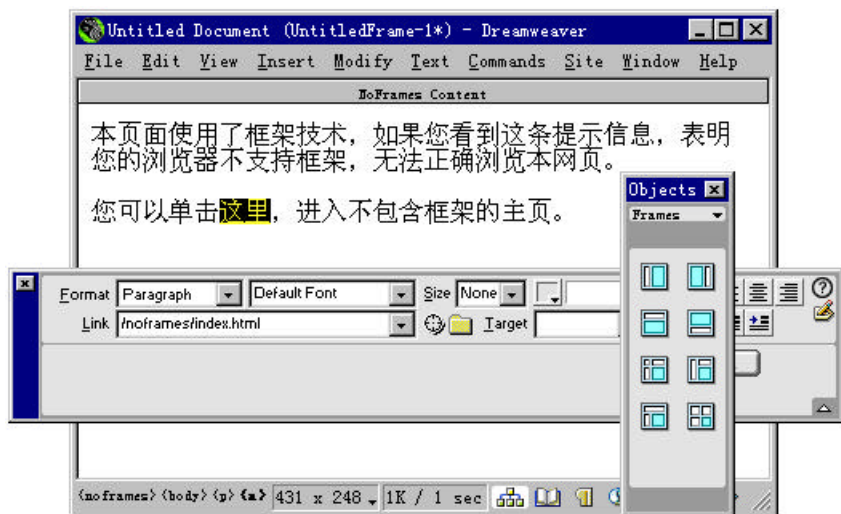 Untitled Document (UntitledFrame-1*) - Dreamweaver
File Edit View Insert Modify Text Commands Site Window Help
NoFrames Content
本页面使用了框架技术，如果您看到这条提示信息，表明
您的浏览器不支持框架，无法正确浏览本网页。
您可以单击这里，进入不包含框架的主页。
Objects
Frames
Format Paragraph Default Font Size None
Link /noframes/index.html Target
<noframes> <body> <p> <a> 431 x 248 1K / 1 sec